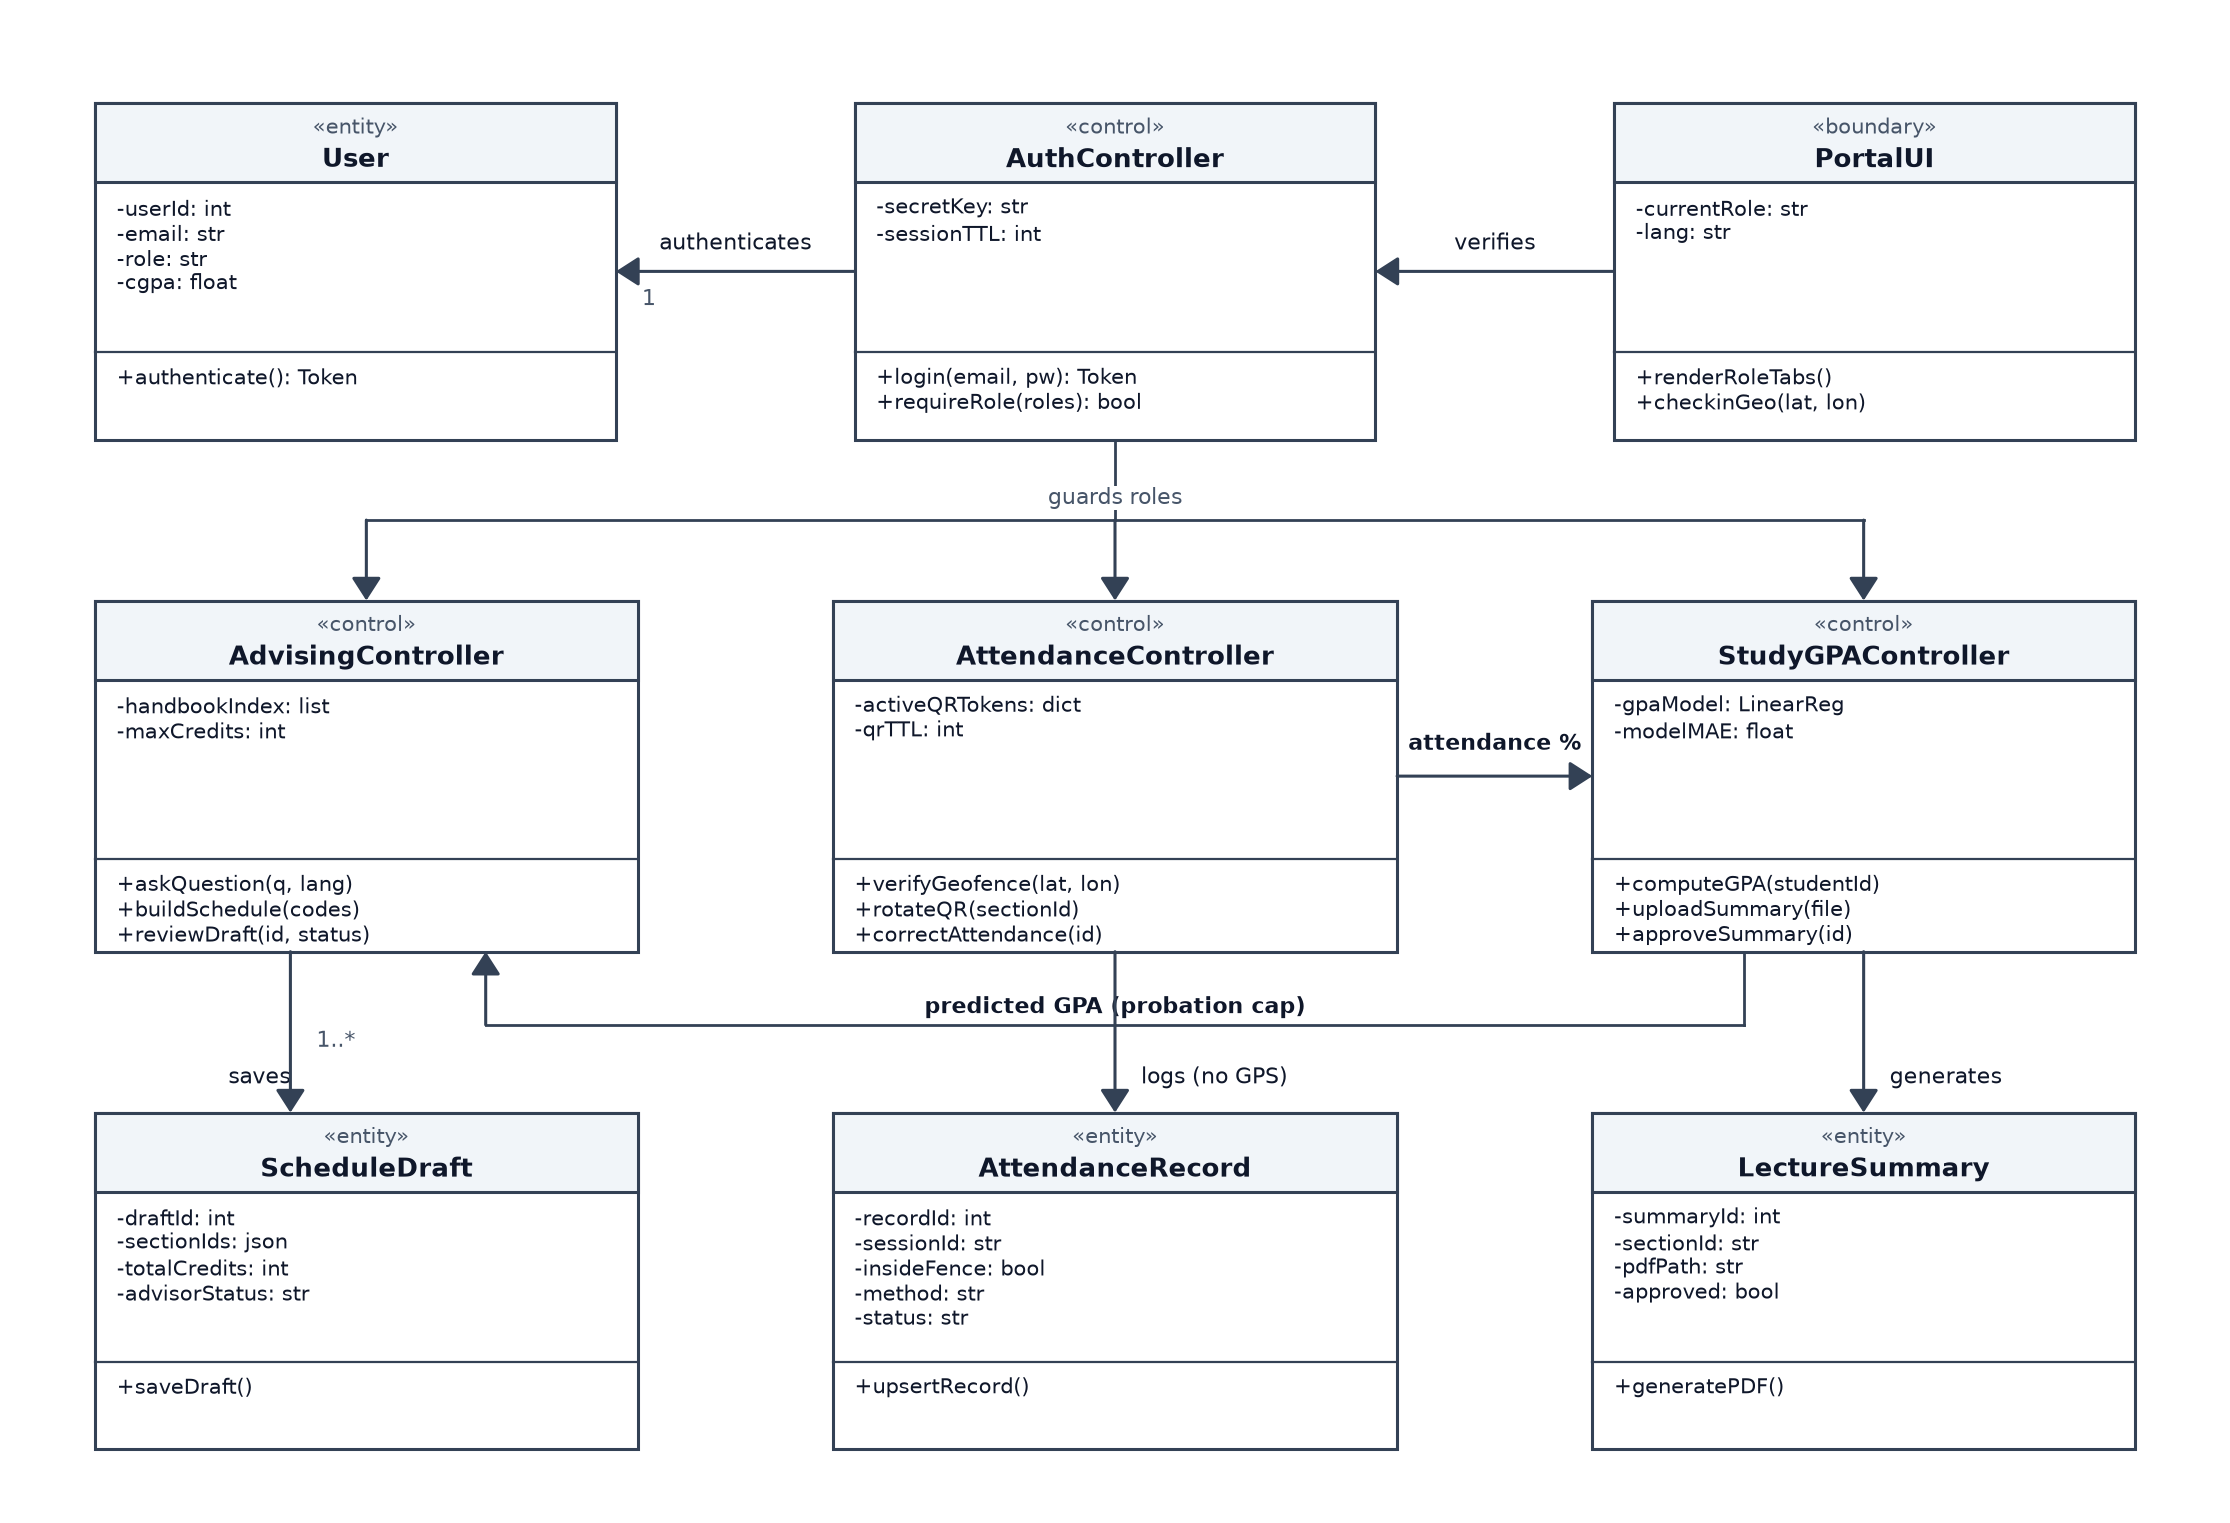 «entity»
User
-userId: int
-email: str
-role: str
-cgpa: float
+authenticate(): Token
authenticates
1
«control»
AuthController
-secretKey: str
-sessionTTL: int
+login(email, pw): Token
+requireRole(roles): bool
verifies
«boundary»
PortalUI
-currentRole: str
-lang: str
+renderRoleTabs()
+checkinGeo(lat, lon)
guards roles
«control»
AdvisingController
-handbookIndex: list
-maxCredits: int
+askQuestion(q, lang)
+buildSchedule(codes)
+reviewDraft(id, status)
«control»
AttendanceController
-activeQRTokens: dict
-qrTTL: int
+verifyGeofence(lat, lon)
+rotateQR(sectionId)
+correctAttendance(id)
attendance %
«control»
StudyGPAController
-gpaModel: LinearReg
-modelMAE: float
+computeGPA(studentId)
+uploadSummary(file)
+approveSummary(id)
predicted GPA (probation cap)
1..*
saves
logs (no GPS)
generates
«entity»
ScheduleDraft
-draftId: int
-sectionIds: json
-totalCredits: int
-advisorStatus: str
+saveDraft()
«entity»
AttendanceRecord
-recordId: int
-sessionId: str
-insideFence: bool
-method: str
-status: str
+upsertRecord()
«entity»
LectureSummary
-summaryId: int
-sectionId: str
-pdfPath: str
-approved: bool
+generatePDF()